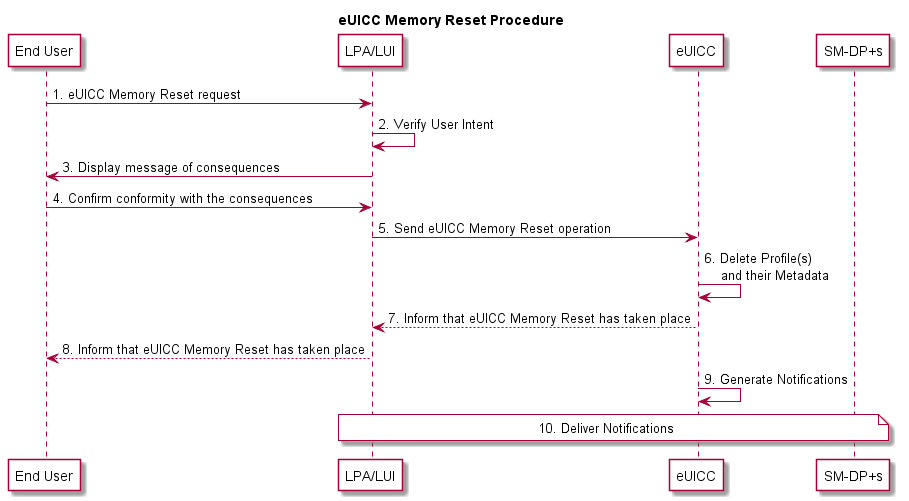 eUICC Memory Reset Procedure
End User
LPA/LUI
eUICC
SM-DP+s
1. eUICC Memory Reset request
2. Verify User Intent
3. Display message of consequences
4. Confirm conformity with the consequences
5. Send eUICC Memory Reset operation
6. Delete Profile(s)
and their Metadata
7. Inform that eUICC Memory Reset has taken place
8. Inform that eUICC Memory Reset has taken place
9. Generate Notifications
10. Deliver Notifications
End User
LPA/LUI
eUICC
SM-DP+s